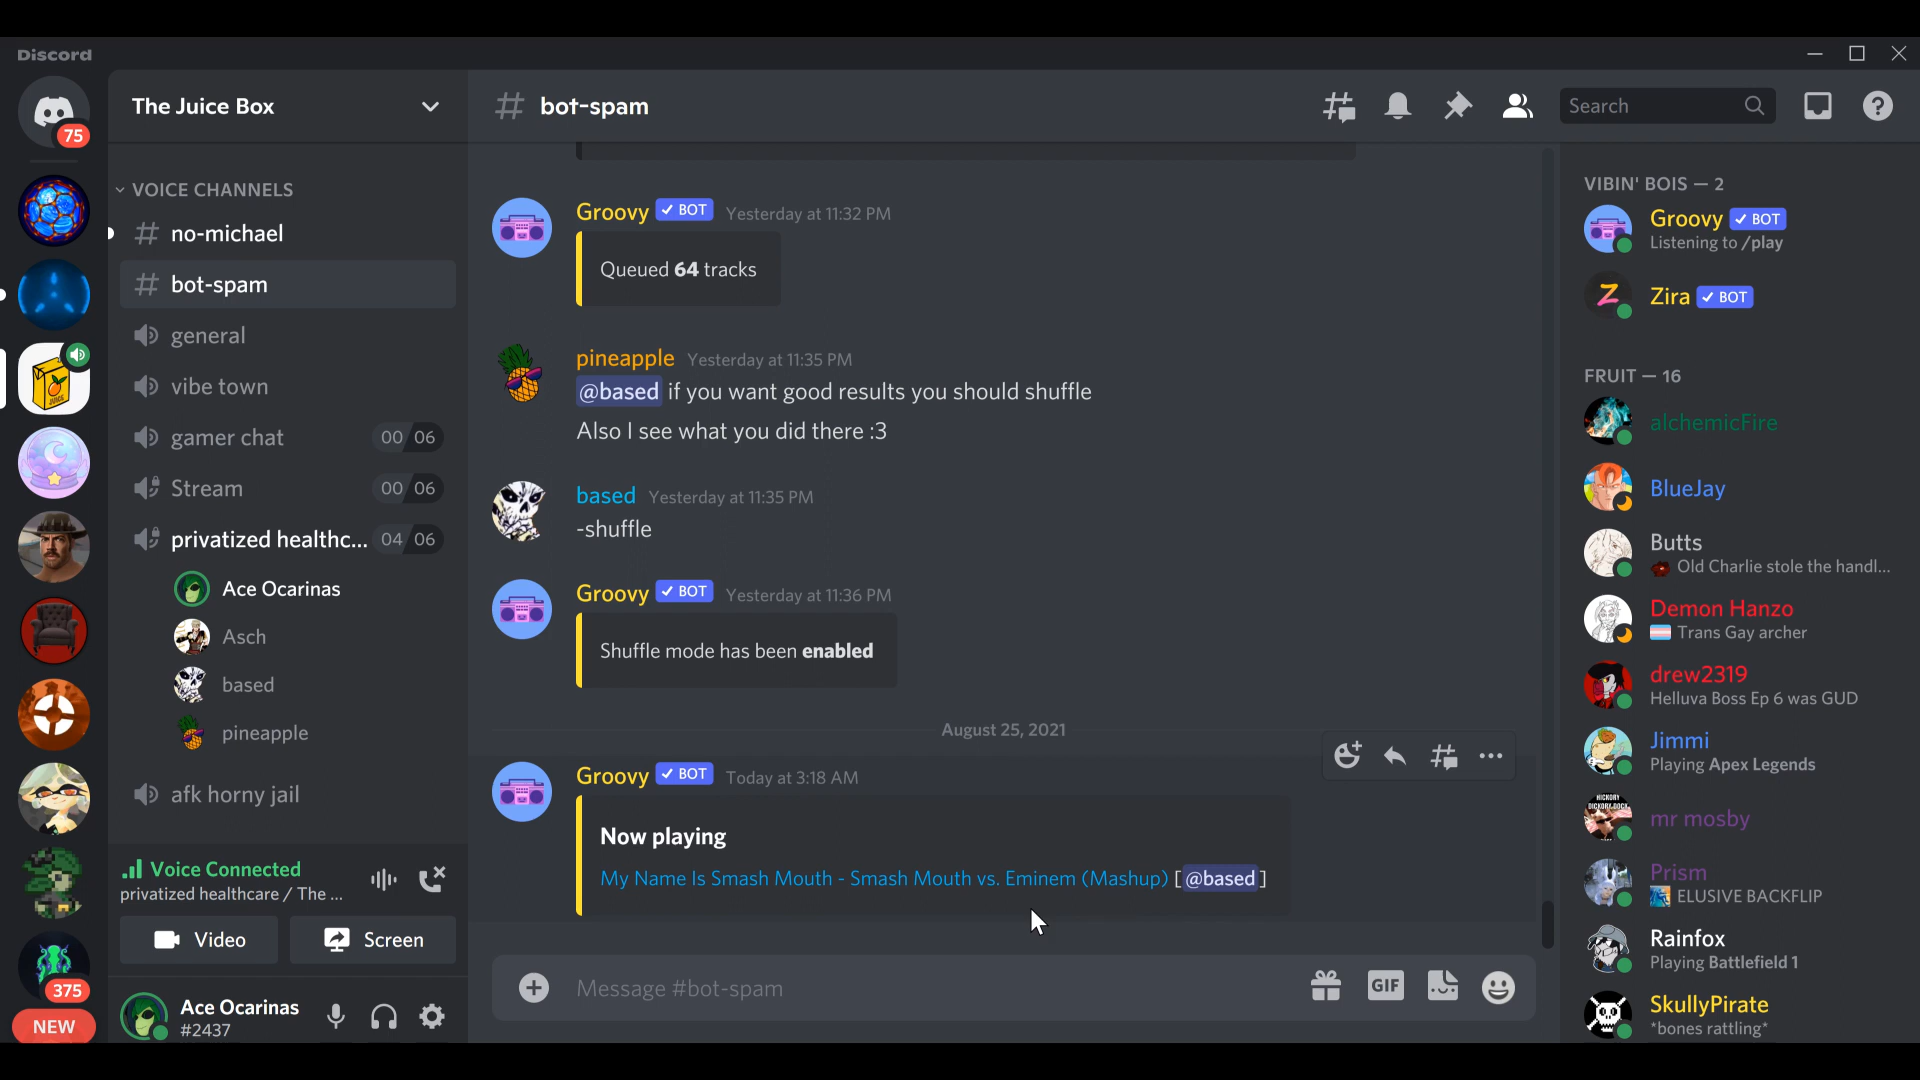 Discord
75
The Juice Box
bot-spam
Search
VOICE CHANNELS
no-michael
bot-spam
general
vibe town
gamer chat 00 06
Stream 00 06
privatized healthc... 04 06
Ace Ocarinas
Asch
based
pineapple
afk horny jail
Voice Connected
privatized healthcare / The ...
Video
Screen
Ace Ocarinas
#2437
375
NEW
JUICE
Groovy ✓ BOT Yesterday at 11:32 PM
Queued 64 tracks
pineapple Yesterday at 11:35 PM
@based if you want good results you should shuffle
Also I see what you did there :3
based Yesterday at 11:35 PM
-shuffle
Groovy ✓ BOT Yesterday at 11:36 PM
Shuffle mode has been enabled
August 25, 2021
Groovy ✓ BOT Today at 3:18 AM
Now playing
My Name Is Smash Mouth - Smash Mouth vs. Eminem (Mashup) [@based]
Message #bot-spam
GIF
VIBIN' BOIS — 2
Groovy ✓ BOT
Listening to /play
Z
Zira ✓ BOT
FRUIT — 16
alchemicFire
BlueJay
Butts
Old Charlie stole the handl...
Demon Hanzo
Trans Gay archer
drew2319
Helluva Boss Ep 6 was GUD
Jimmi
Playing Apex Legends
HICKORY
DICKORY DOCK
mr mosby
Prism
ELUSIVE BACKFLIP
Rainfox
Playing Battlefield 1
SkullyPirate
*bones rattling*